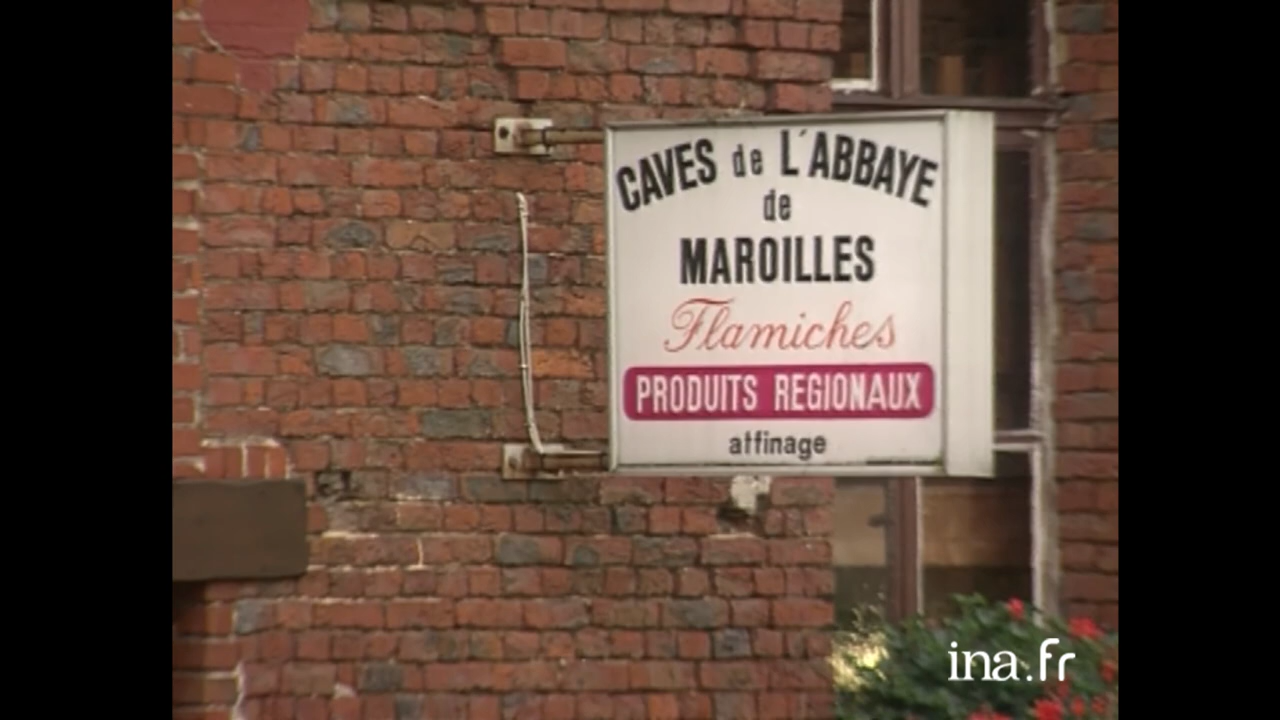 CAVES de L'ABBAYE
de
MAROILLES
Flamiches
PRODUITS REGIONAUX
affinage
ina.fr